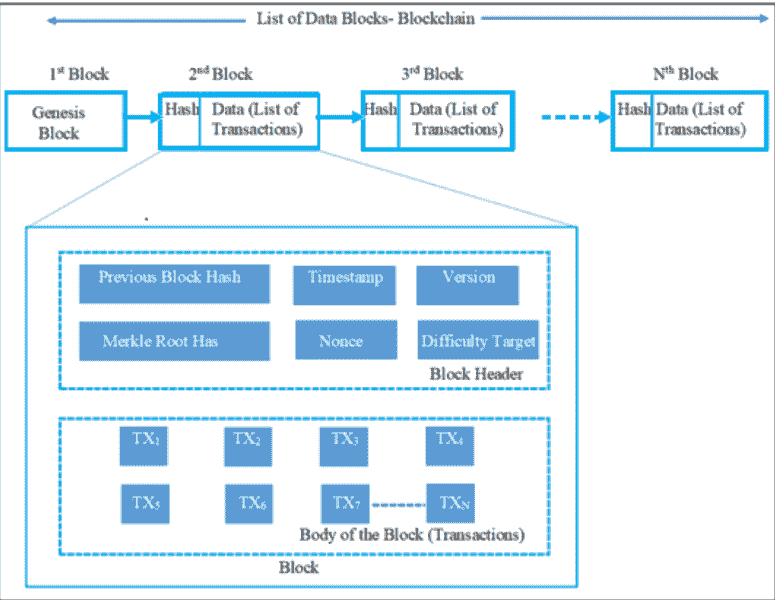 List of Data Blocks- Blockchain
1st Block
2nd Block
3rd Block
Nth Block
Genesis
Block
Hash
Data (List of
Transactions)
Hash
Data (List of
Transactions)
Hash
Data (List of
Transactions)
Previous Block Hash
Timestamp
Version
Merkle Root Has
Nonce
Difficulty Target
Block Header
TX1
TX2
TX3
TX4
TX5
TX6
TX7
TXN
Body of the Block (Transactions)
Block